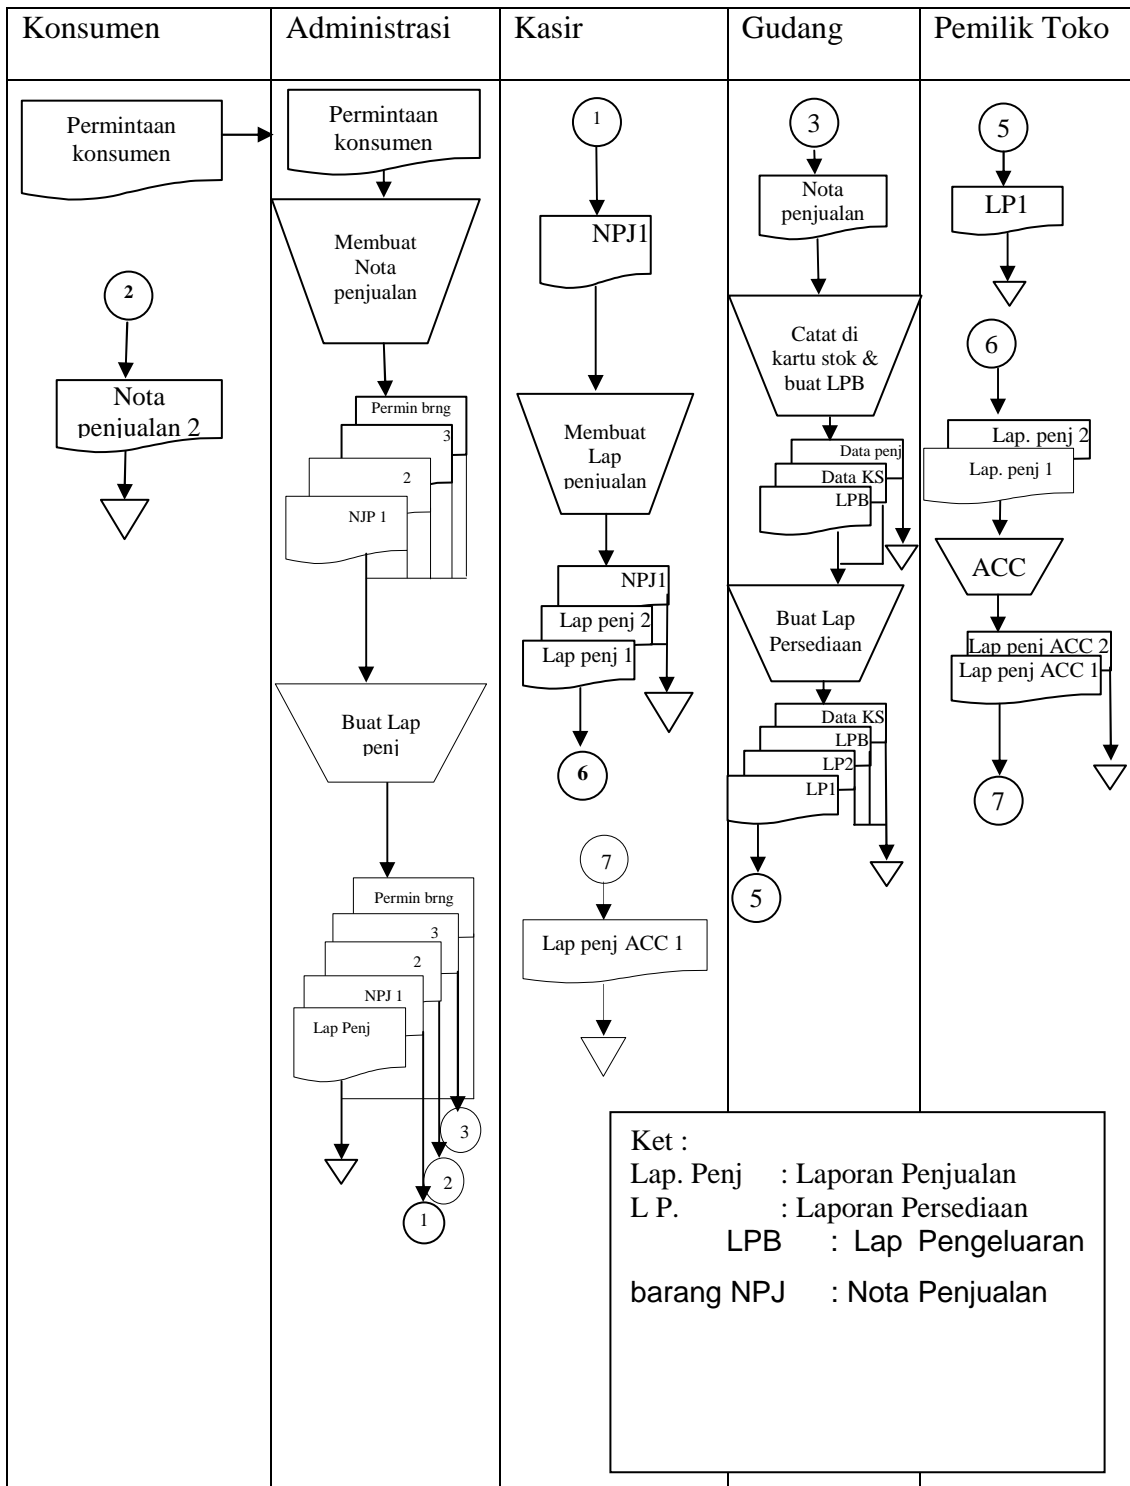 Konsumen
Administrasi
Kasir
Gudang
Pemilik Toko
Permintaan
konsumen
2
Nota
penjualan 2
Permintaan
konsumen
Membuat
Nota
penjualan
Permin brng
3
2
NJP 1
Buat Lap
penj
Permin brng
3
2
NPJ 1
Lap Penj
3
2
1
1
NPJ1
Membuat
Lap
penjualan
NPJ1
Lap penj 2
Lap penj 1
6
7
Lap penj ACC 1
3
Nota
penjualan
Catat di
kartu stok &
buat LPB
Data penj
Data KS
LPB
Buat Lap
Persediaan
Data KS
LPB
LP2
LP1
5
5
LP1
6
Lap. penj 2
Lap. penj 1
ACC
Lap penj ACC 2
Lap penj ACC 1
7
Ket :
Lap. Penj : Laporan Penjualan
L P. : Laporan Persediaan
LPB : Lap Pengeluaran
barang NPJ : Nota Penjualan